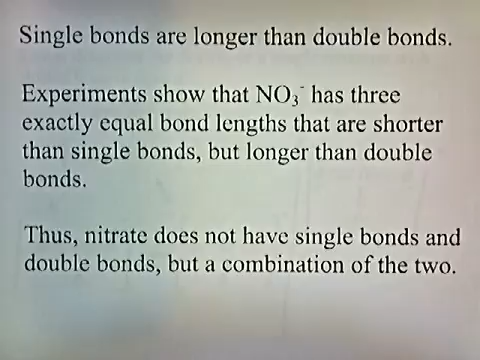 Single bonds are longer than double bonds.
Experiments show that NO₃⁻ has three
exactly equal bond lengths that are shorter
than single bonds, but longer than double
bonds.
Thus, nitrate does not have single bonds and
double bonds, but a combination of the two.